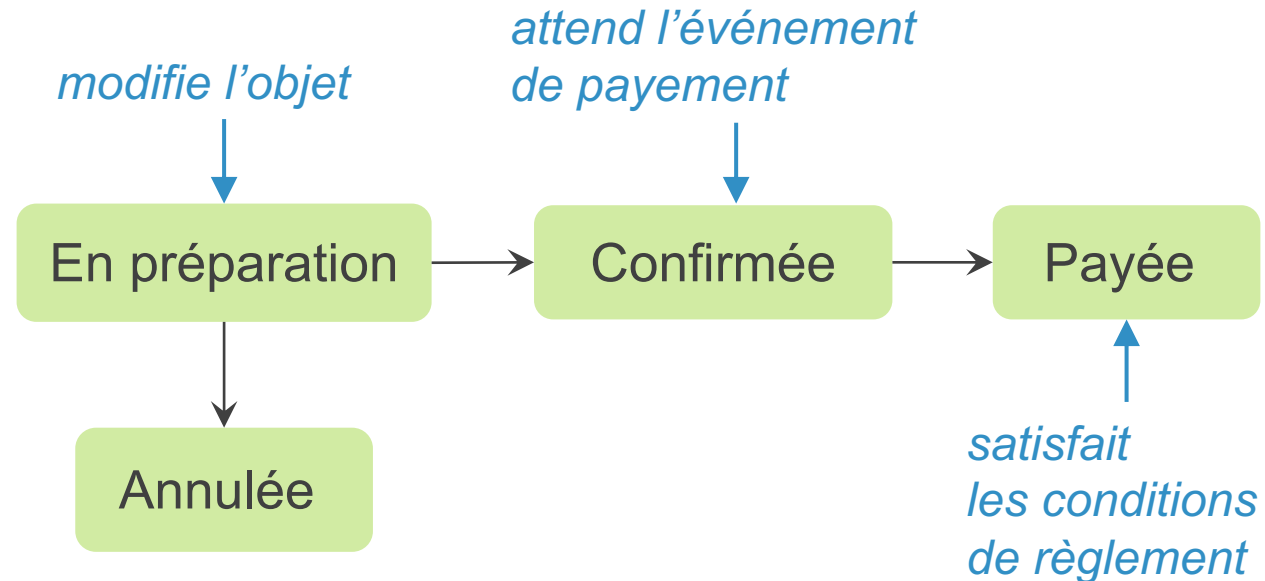 modifie l’objet
attend l’événement
de payement
En préparation
Confirmée
Payée
Annulée
satisfait
les conditions
de règlement